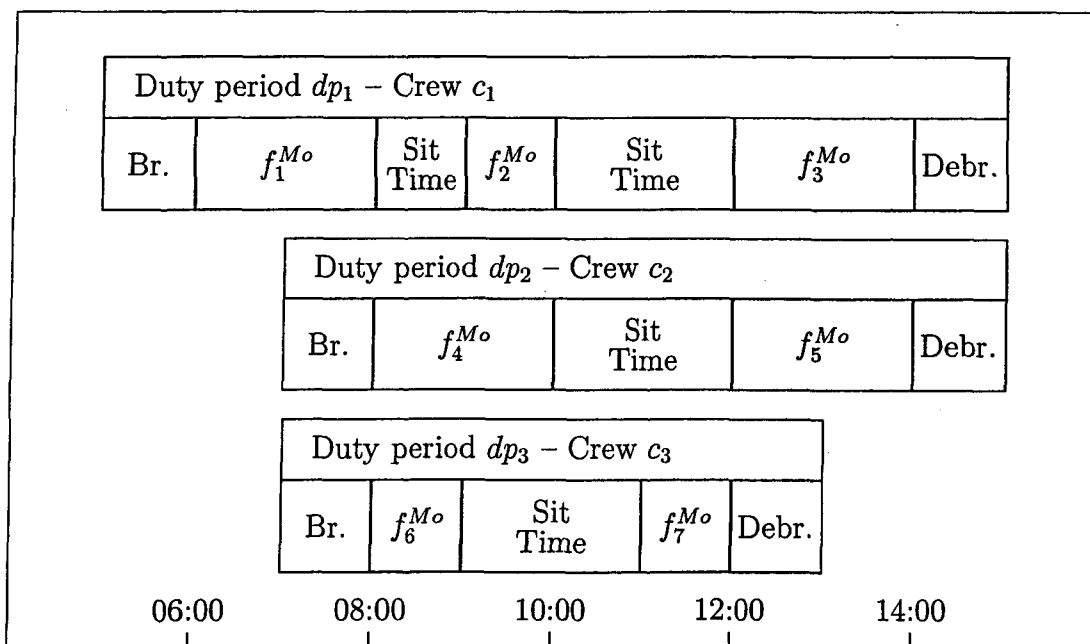 Duty period dp₁ – Crew c₁
Br. f₁^Mo Sit Time f₂^Mo Sit Time f₃^Mo Debr.
Duty period dp₂ – Crew c₂
Br. f₄^Mo Sit Time f₅^Mo Debr.
Duty period dp₃ – Crew c₃
Br. f₆^Mo Sit Time f₇^Mo Debr.
06:00 08:00 10:00 12:00 14:00